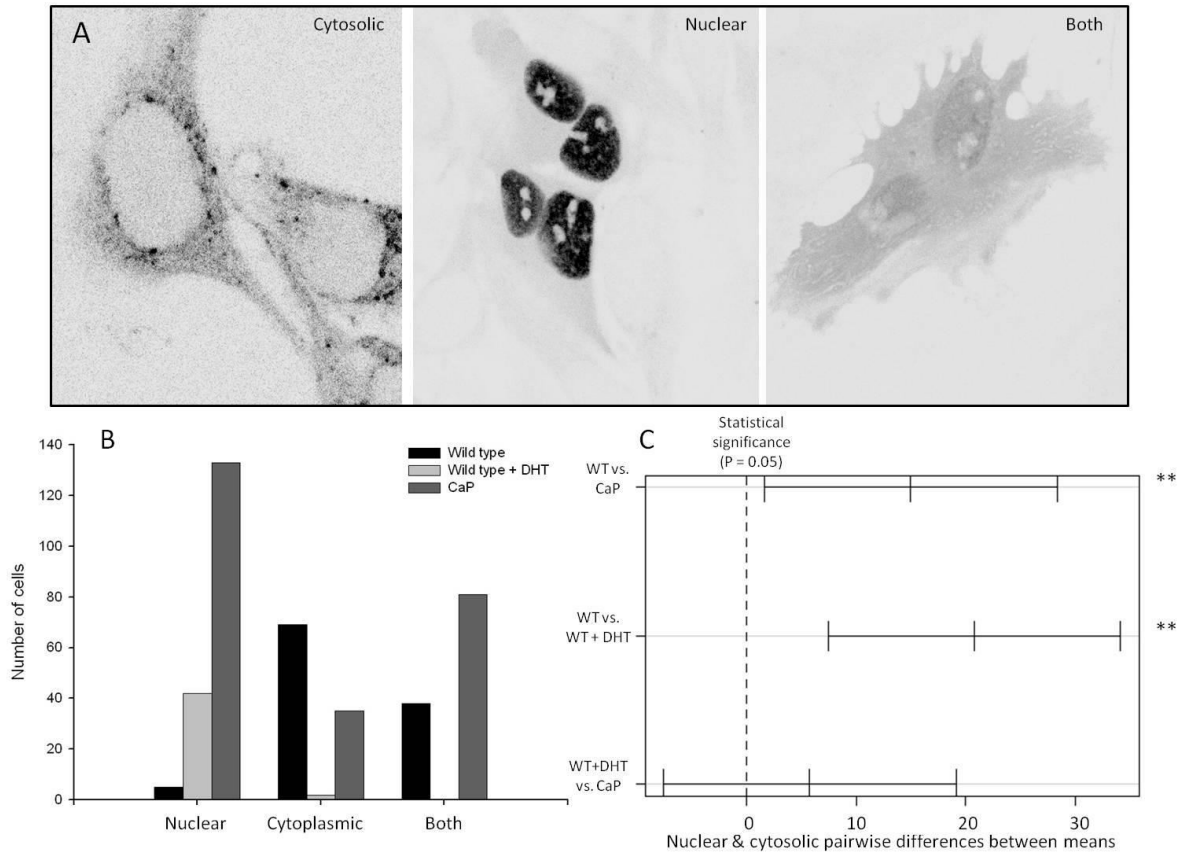 A
Cytosolic
Nuclear
Both
B
140
120
100
80
60
40
20
0
Number of cells
Wild type
Wild type + DHT
CaP
Nuclear
Cytoplasmic
Both
C
Statistical
significance
(P = 0.05)
WT vs.
CaP
**
WT vs.
WT + DHT
**
WT+DHT
vs. CaP
0
10
20
30
Nuclear & cytosolic pairwise differences between means